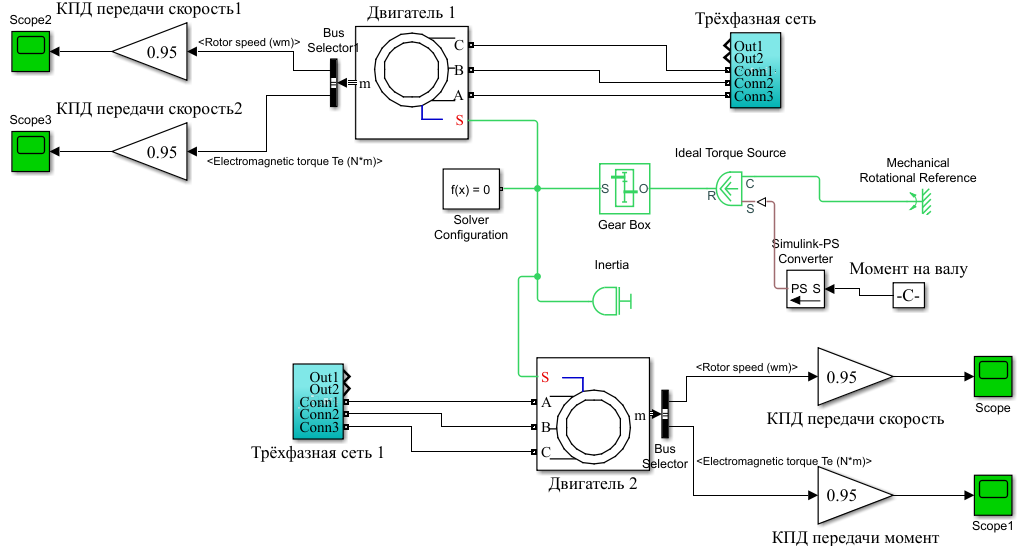 КПД передачи скорость1
Scope2
0.95
<Rotor speed (wm)>
Bus
Selector1
Двигатель 1
m
C
B
A
S
Трёхфазная сеть
Out1
Out2
Conn1
Conn2
Conn3
КПД передачи скорость2
Scope3
0.95
<Electromagnetic torque Te (N*m)>
f(x) = 0
Solver
Configuration
S
O
Gear Box
Ideal Torque Source
R
C
S
Mechanical
Rotational Reference
Simulink-PS
Converter
PS S
Момент на валу
-C-
Inertia
Out1
Out2
Conn1
Conn2
Conn3
Трёхфазная сеть 1
S
A
B
C
m
Двигатель 2
Bus
Selector
<Rotor speed (wm)>
0.95
КПД передачи скорость
Scope
<Electromagnetic torque Te (N*m)>
0.95
КПД передачи момент
Scope1